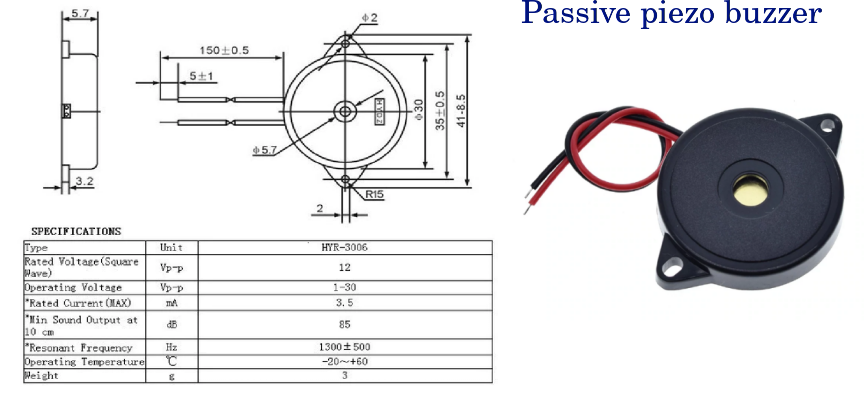 Passive piezo buzzer
5.7
ϕ2
150±0.5
5±1
HYDZ
ϕ30
35±0.5
41-8.5
ϕ5.7
3.2
R15
2
SPECIFICATIONS
Type Unit HYR-3006
Rated Voltage(Square
Wave) Vp-p 12
Operating Voltage Vp-p 1-30
*Rated Current(MAX) mA 3.5
*Min Sound Output at
10 cm dB 85
*Resonant Frequency Hz 1300±500
Operating Temperature ℃ -20~+60
Weight g 3